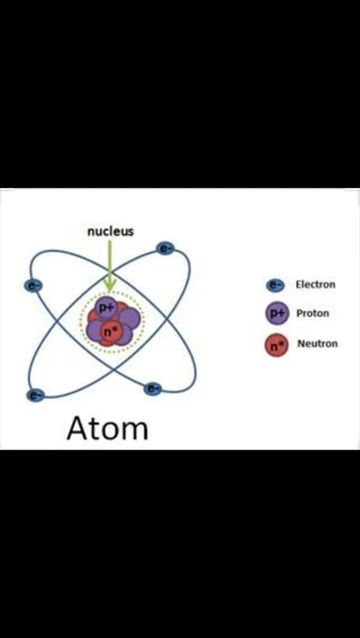 nucleus
e-
e-
p+
n*
e-
e-
Atom
e- Electron
p+ Proton
n* Neutron